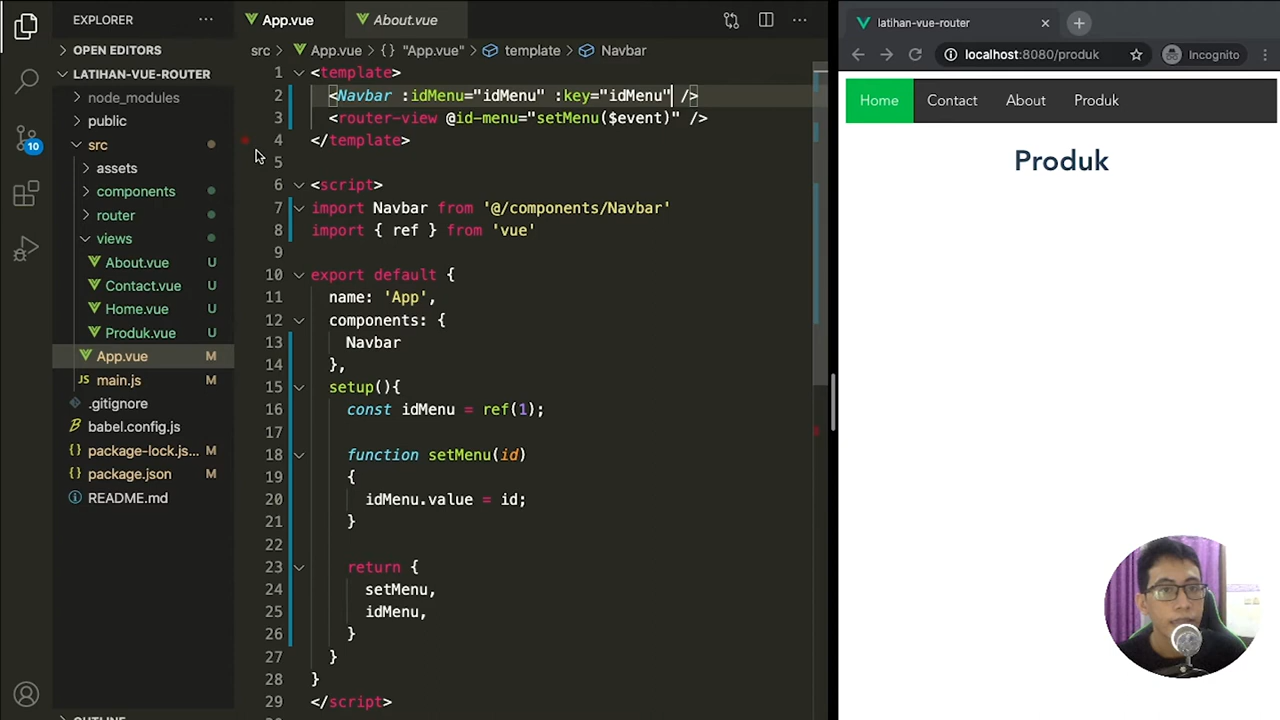 EXPLORER
···
App.vue
About.vue
···
OPEN EDITORS
src > App.vue > {} "App.vue" > template > Navbar
LATIHAN-VUE-ROUTER
node_modules
public
src
assets
components
router
views
About.vue U
Contact.vue U
Home.vue U
Produk.vue U
App.vue M
JS main.js M
.gitignore
babel.config.js
{} package-lock.js... M
{} package.json M
README.md
10
1 <template>
2 <Navbar :idMenu="idMenu" :key="idMenu" />
3 <router-view @id-menu="setMenu($event)" />
4 </template>
5
6 <script>
7 import Navbar from '@/components/Navbar'
8 import { ref } from 'vue'
9
10 export default {
11 name: 'App',
12 components: {
13 Navbar
14 },
15 setup(){
16 const idMenu = ref(1);
17
18 function setMenu(id)
19 {
20 idMenu.value = id;
21 }
22
23 return {
24 setMenu,
25 idMenu,
26 }
27 }
28 }
29 </script>
latihan-vue-router
localhost:8080/produk
Incognito
Home Contact About Produk
Produk